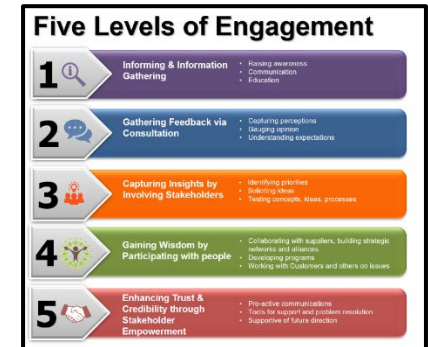 Five Levels of Engagement
1
Informing & Information
Gathering
• Raising awareness
• Communication
• Education
2
Gathering Feedback via
Consultation
• Capturing perceptions
• Gauging opinion
• Understanding expectations
3
Capturing Insights by
Involving Stakeholders
• Identifying priorities
• Soliciting ideas
• Testing concepts, ideas, processes
4
Gaining Wisdom by
Participating with people
• Collaborating with suppliers, building strategic
networks and alliances
• Developing programs
• Working with Customers and others on issues
5
Enhancing Trust &
Credibility through
Stakeholder
Empowerment
• Pro-active communications
• Tools for support and problem resolution
• Supportive of future direction